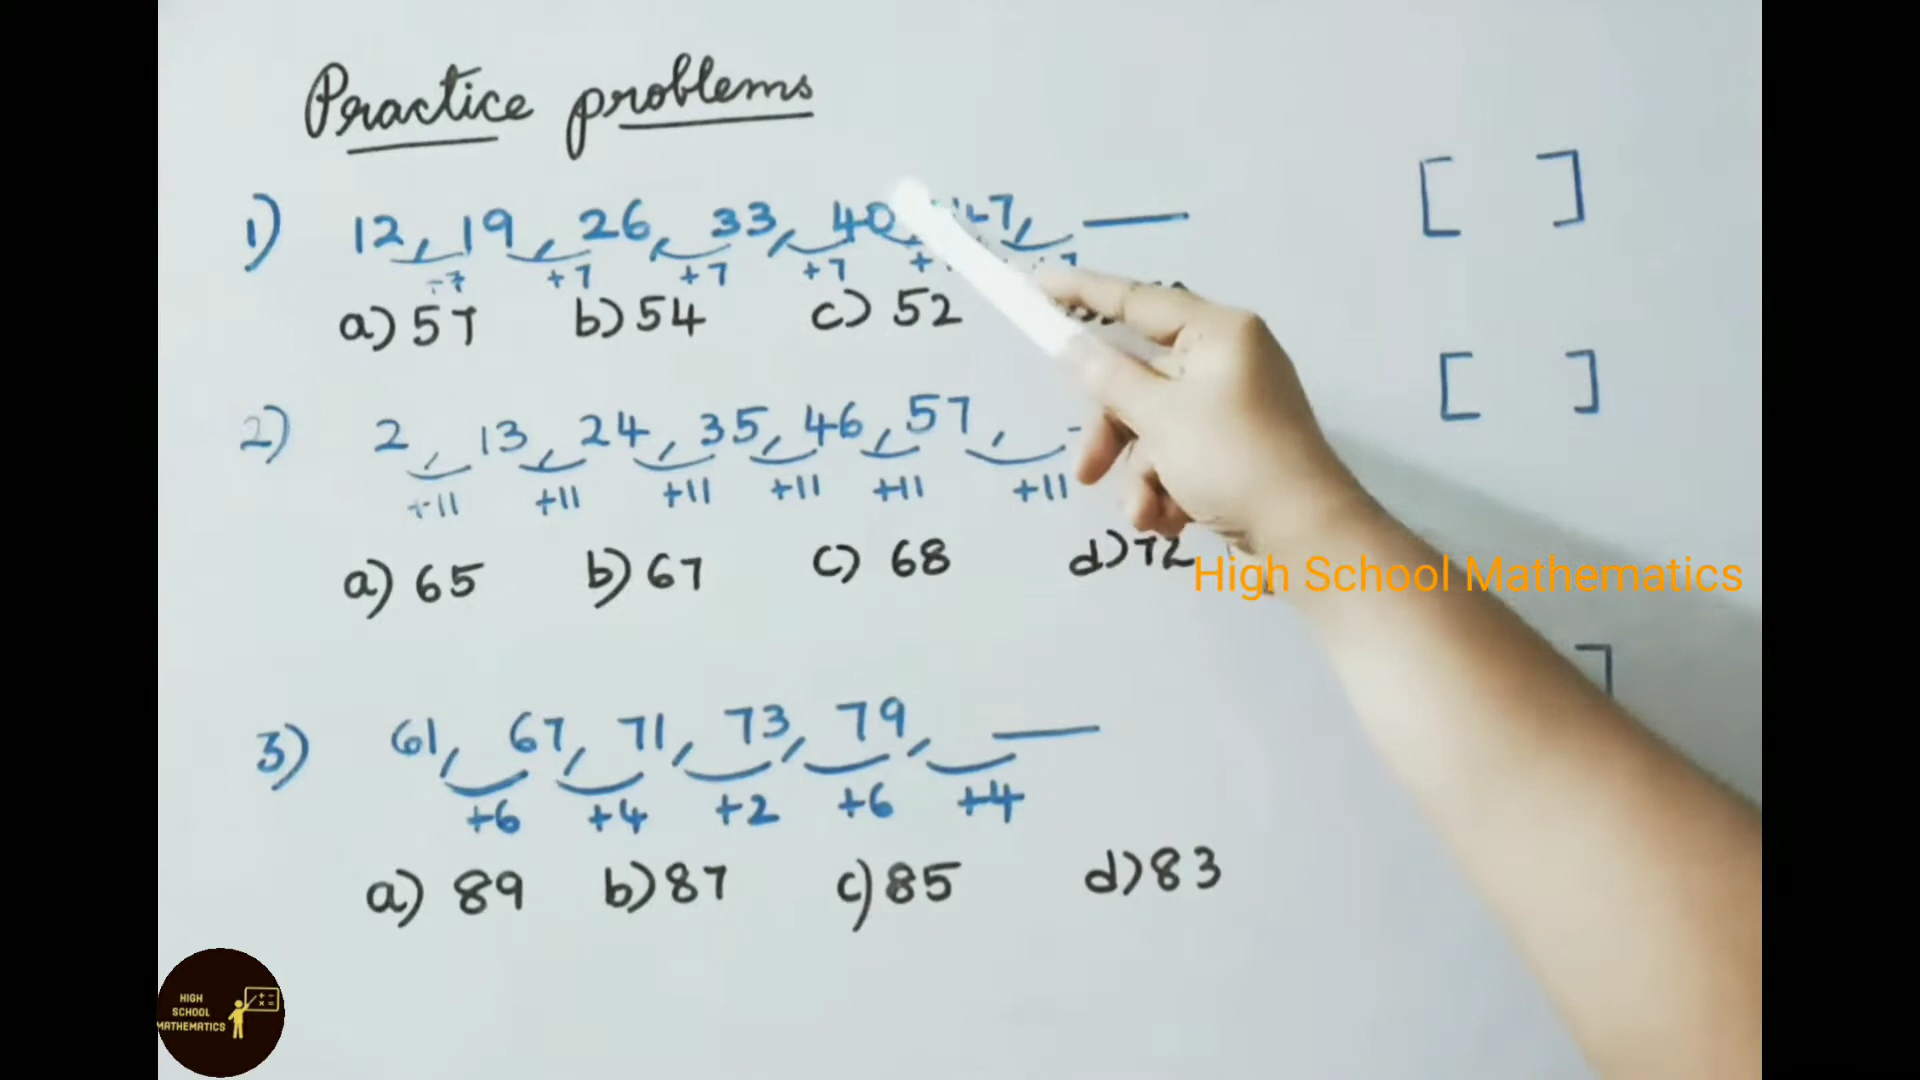 Practice problems
1) 12, 19, 26, 33, 40, 47,
+7 +7 +7 +7
a) 57 b) 54 c) 52
2) 2, 13, 24, 35, 46, 57,
+11 +11 +11 +11 +11 +11
a) 65 b) 67 c) 68 d) 72
High School Mathematics
3) 61, 67, 71, 73, 79,
+6 +4 +2 +6 +4
a) 89 b) 87 c) 85 d) 83
HIGH
SCHOOL
MATHEMATICS